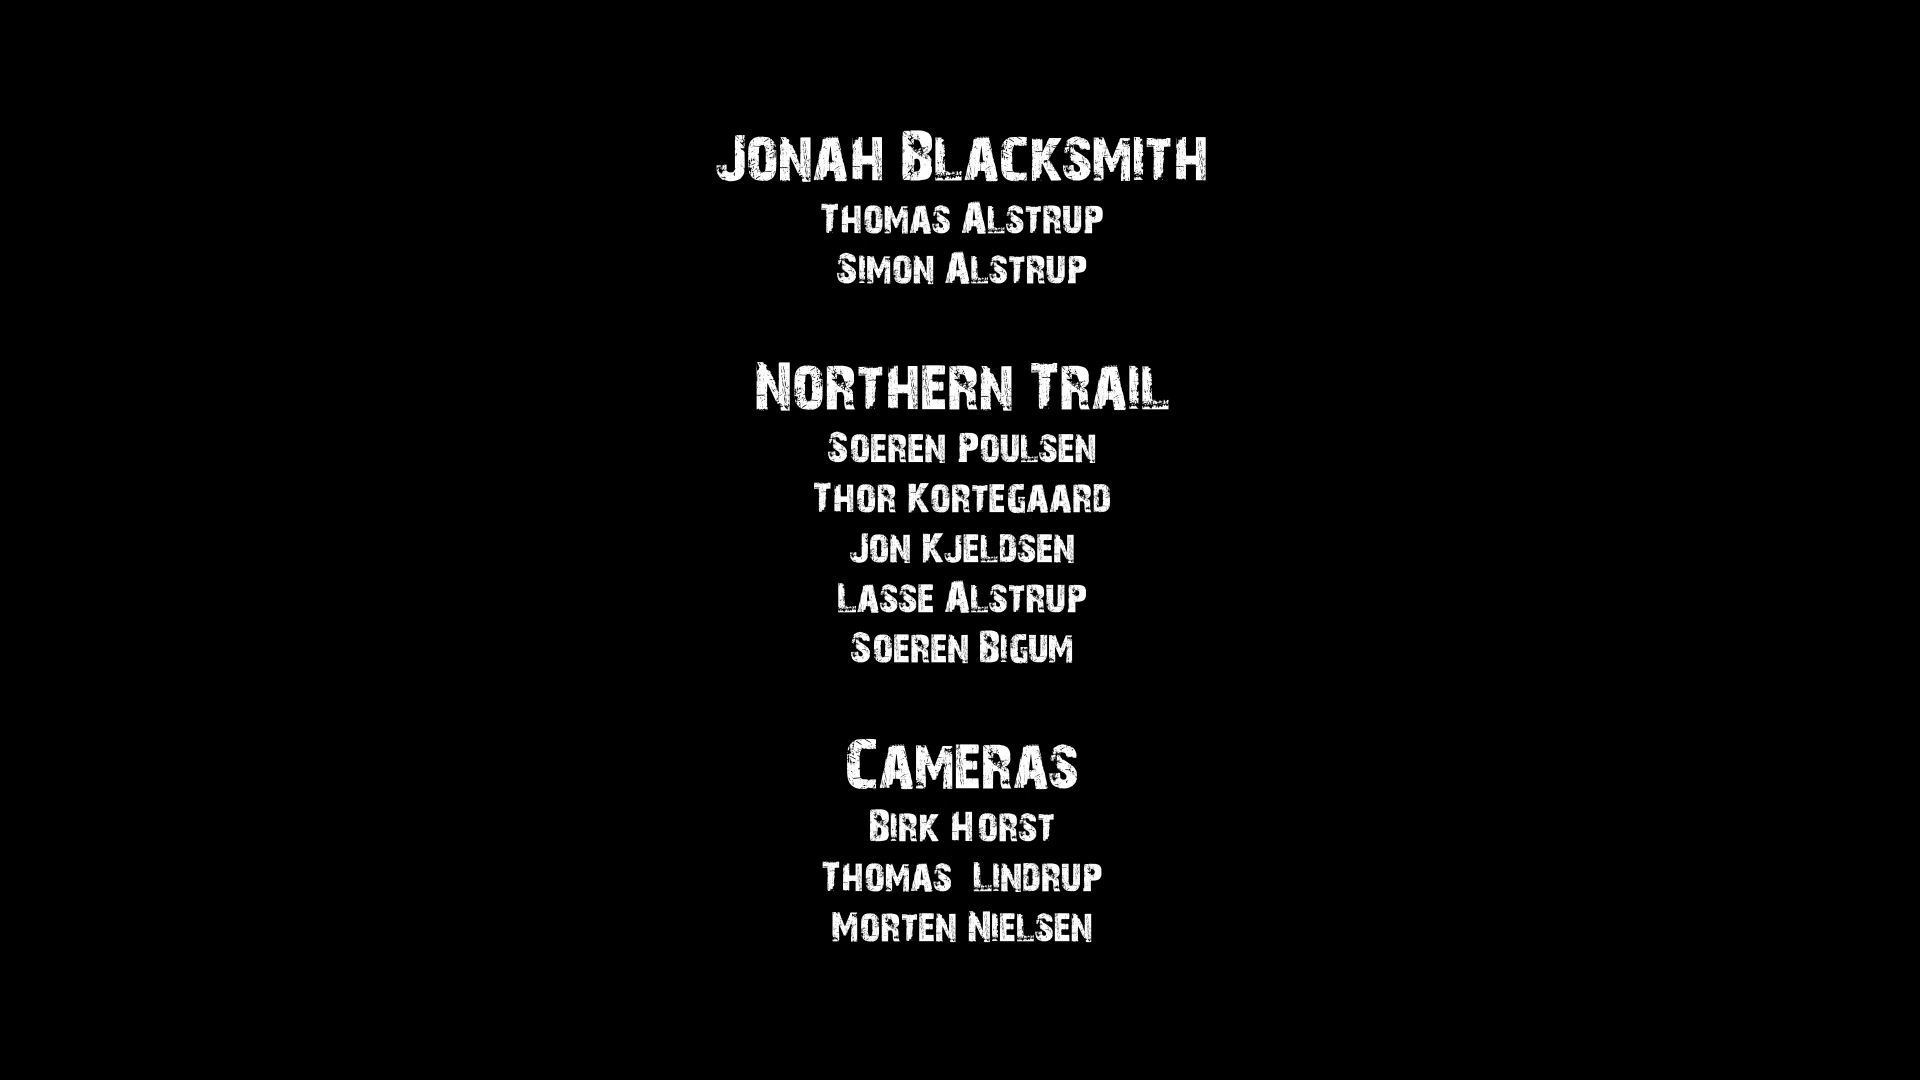 Jonah Blacksmith
Thomas Alstrup
Simon Alstrup
Northern Trail
Soeren Poulsen
Thor Kortegaard
Jon Kjeldsen
Lasse Alstrup
Soeren Bigum
Cameras
Birk Horst
Thomas Lindrup
Morten Nielsen